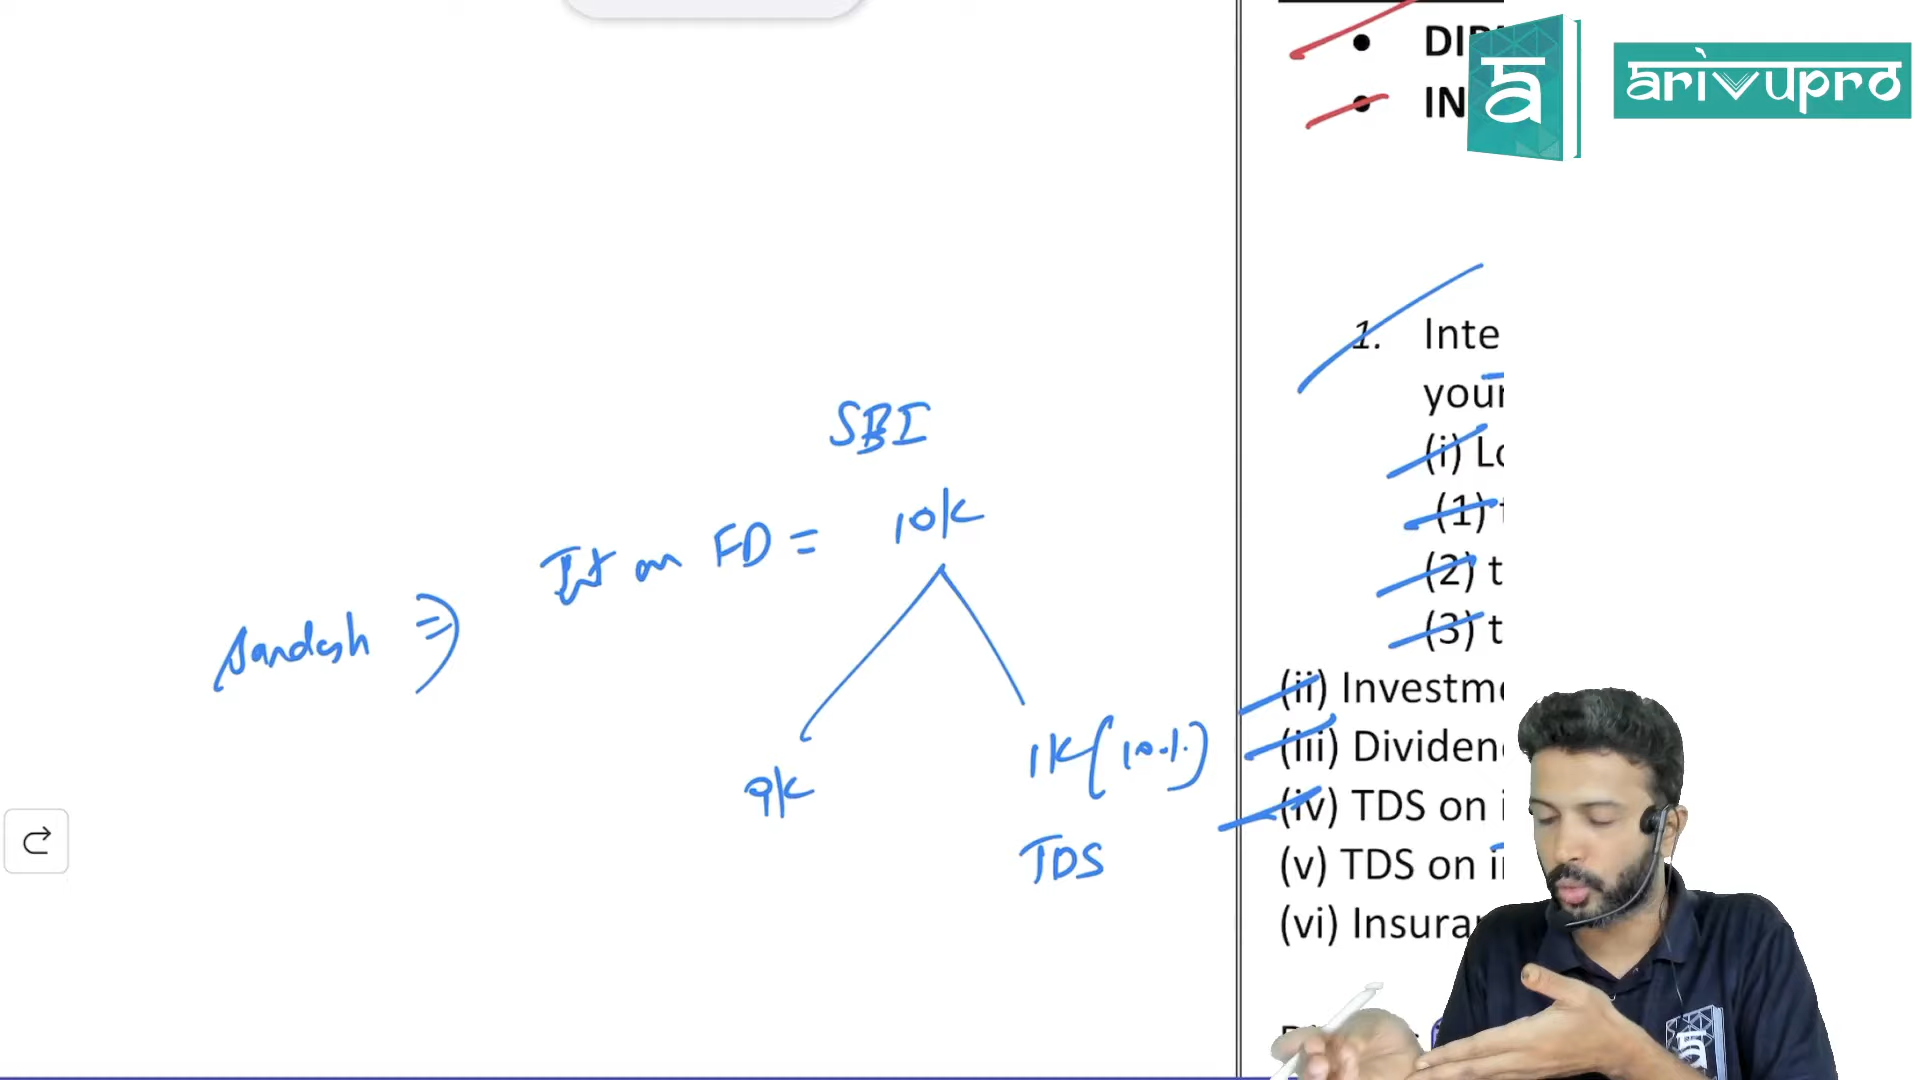 SBI
Int on FD = 10K
Sandesh ⇒
9K
1K (10%)
TDS
DI
IN
अ
arivupro
1. Inte
your
(i) Lo
(1) t
(2) t
(3) t
(ii) Investme
(iii) Dividen
(iv) TDS on i
(v) TDS on i
(vi) Insura